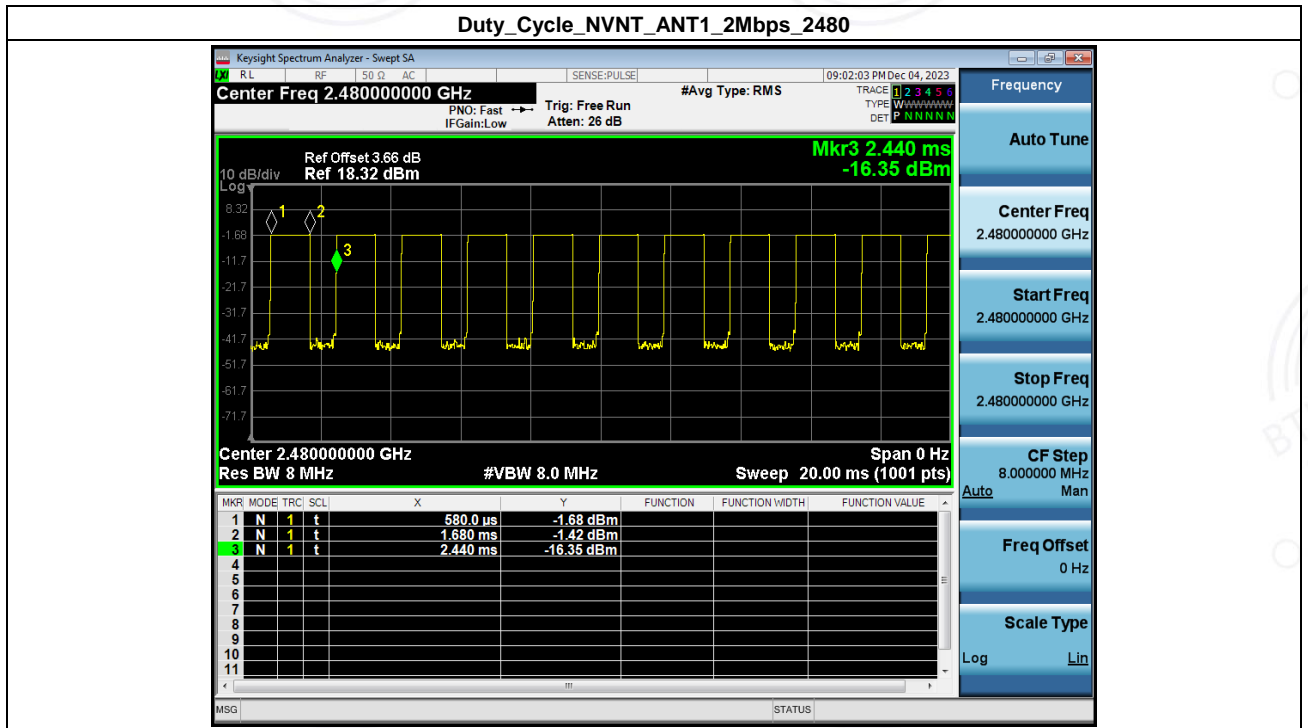 Duty_Cycle_NVNT_ANT1_2Mbps_2480
Keysight Spectrum Analyzer - Swept SA
LXI RL RF 50 Ω AC SENSE:PULSE 09:02:03 PM Dec 04, 2023
Center Freq 2.480000000 GHz #Avg Type: RMS TRACE 1 2 3 4 5 6
PNO: Fast Trig: Free Run TYPE WWWWWW
IFGain:Low Atten: 26 dB DET P N N N N N
Mkr3 2.440 ms
Ref Offset 3.66 dB
10 dB/div Ref 18.32 dBm -16.35 dBm
Log
8.32
-1.68
-11.7
-21.7
-31.7
-41.7
-51.7
-61.7
-71.7
1
2
3
Center 2.480000000 GHz Span 0 Hz
Res BW 8 MHz #VBW 8.0 MHz Sweep 20.00 ms (1001 pts)
MKR MODE TRC SCL X Y FUNCTION FUNCTION WIDTH FUNCTION VALUE
1 N 1 t 580.0 µs -1.68 dBm
2 N 1 t 1.680 ms -1.42 dBm
3 N 1 t 2.440 ms -16.35 dBm
4
5
6
7
8
9
10
11
MSG STATUS
Frequency
Auto Tune
Center Freq
2.480000000 GHz
Start Freq
2.480000000 GHz
Stop Freq
2.480000000 GHz
CF Step
8.000000 MHz
Auto Man
Freq Offset
0 Hz
Scale Type
Log Lin